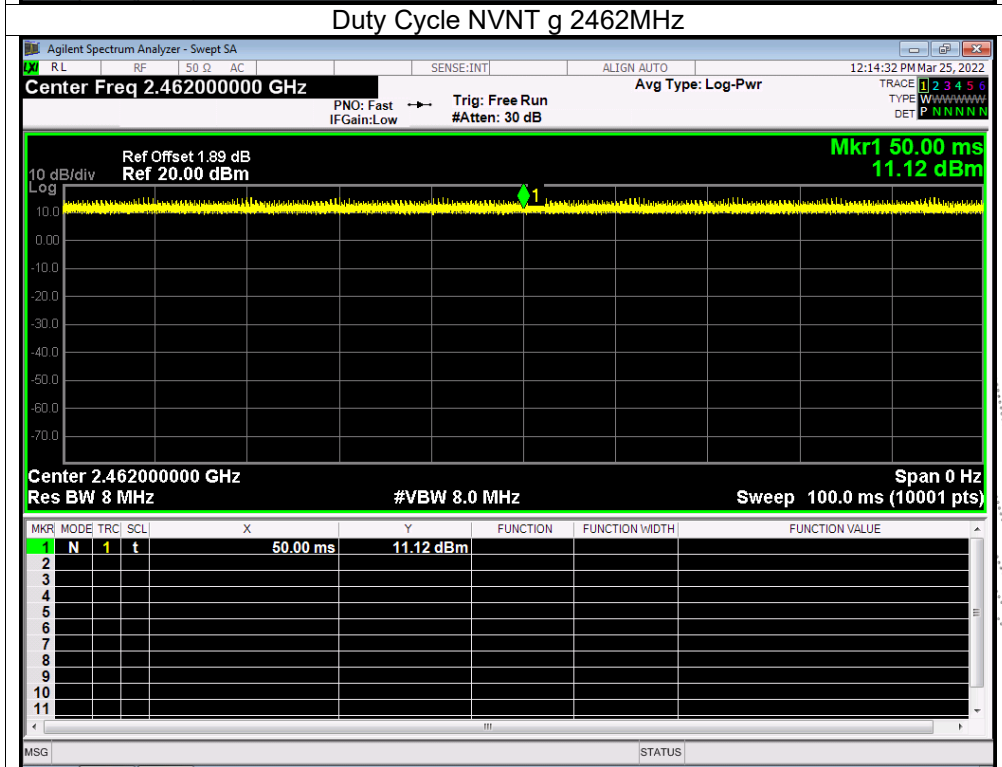 Duty Cycle NVNT g 2462MHz
Agilent Spectrum Analyzer - Swept SA
LXI RL RF 50 Ω AC SENSE:INT ALIGN AUTO 12:14:32 PM Mar 25, 2022
Center Freq 2.462000000 GHz Avg Type: Log-Pwr TRACE 1 2 3 4 5 6
PNO: Fast Trig: Free Run TYPE WWWWWW
IFGain:Low #Atten: 30 dB DET P N N N N N
Mkr1 50.00 ms
11.12 dBm
Ref Offset 1.89 dB
10 dB/div Ref 20.00 dBm
Log
1
10.0
0.00
-10.0
-20.0
-30.0
-40.0
-50.0
-60.0
-70.0
Center 2.462000000 GHz Span 0 Hz
Res BW 8 MHz #VBW 8.0 MHz Sweep 100.0 ms (10001 pts)
MKR MODE TRC SCL X Y FUNCTION FUNCTION WIDTH FUNCTION VALUE
1 N 1 t 50.00 ms 11.12 dBm
2
3
4
5
6
7
8
9
10
11
MSG STATUS